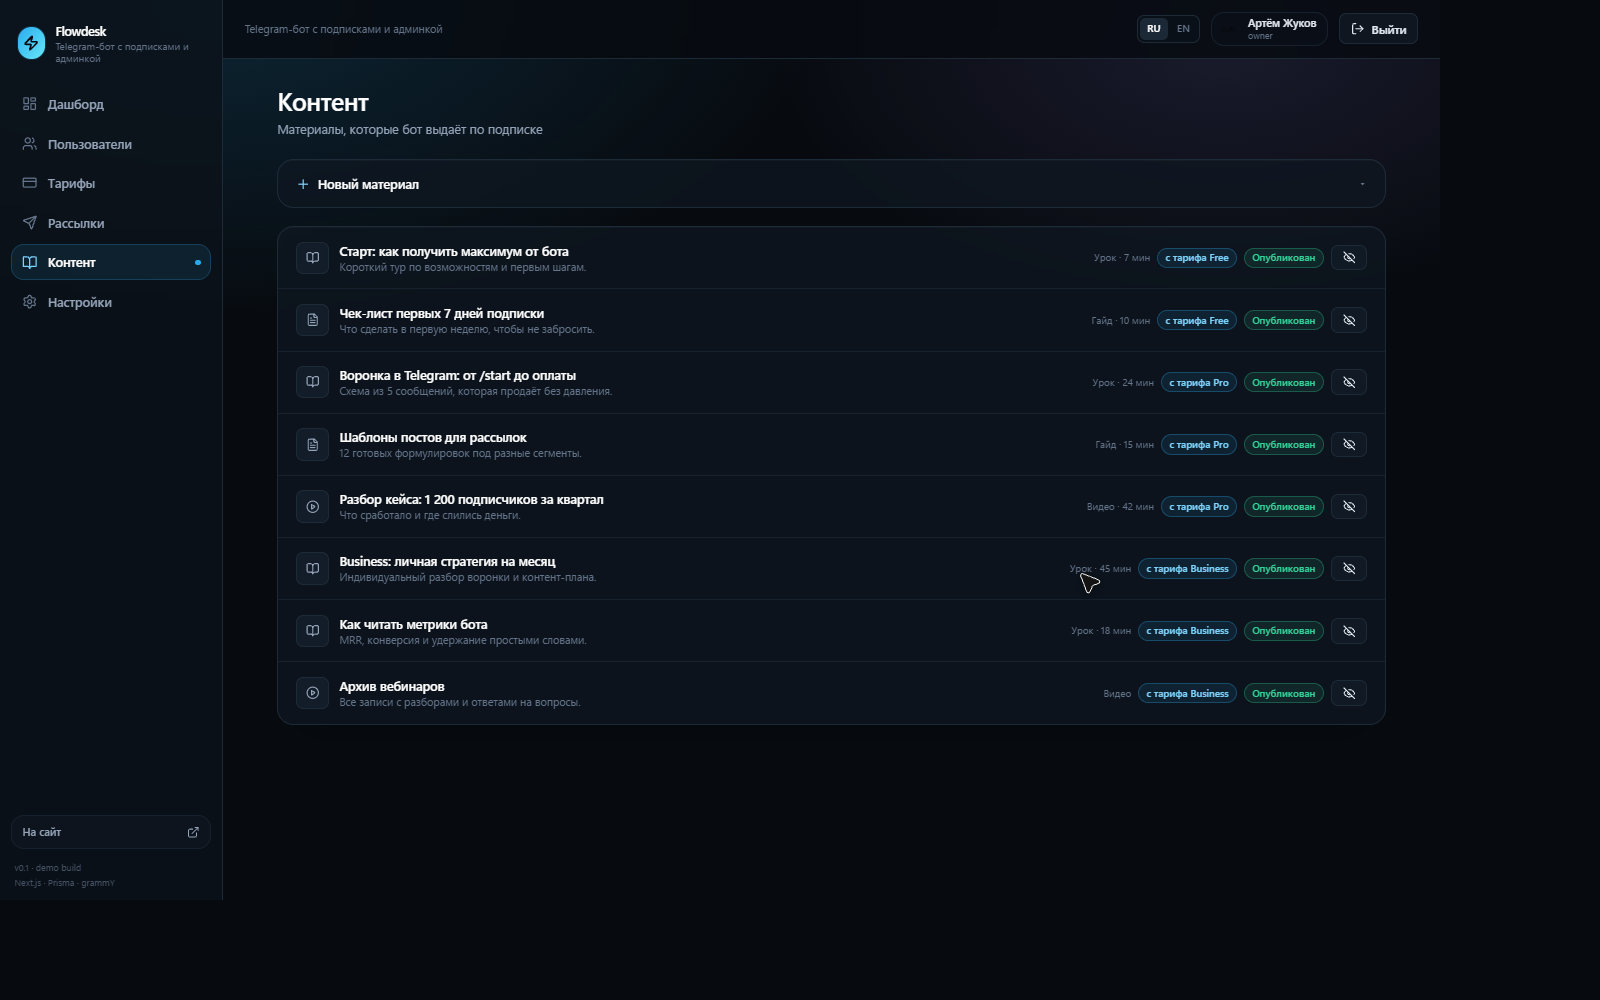 Flowdesk
Telegram-бот с подписками и
админкой
Дашборд
Пользователи
Тарифы
Рассылки
Контент
Настройки
На сайт
v0.1 · demo build
Next.js · Prisma · grammY
Telegram-бот с подписками и админкой
RU EN
Артём Жуков
owner
Выйти
Контент
Материалы, которые бот выдаёт по подписке
Новый материал
Старт: как получить максимум от бота
Короткий тур по возможностям и первым шагам.
Урок · 7 мин с тарифа Free Опубликован
Чек-лист первых 7 дней подписки
Что сделать в первую неделю, чтобы не забросить.
Гайд · 10 мин с тарифа Free Опубликован
Воронка в Telegram: от /start до оплаты
Схема из 5 сообщений, которая продаёт без давления.
Урок · 24 мин с тарифа Pro Опубликован
Шаблоны постов для рассылок
12 готовых формулировок под разные сегменты.
Гайд · 15 мин с тарифа Pro Опубликован
Разбор кейса: 1 200 подписчиков за квартал
Что сработало и где слились деньги.
Видео · 42 мин с тарифа Pro Опубликован
Business: личная стратегия на месяц
Индивидуальный разбор воронки и контент-плана.
Урок · 45 мин с тарифа Business Опубликован
Как читать метрики бота
MRR, конверсия и удержание простыми словами.
Урок · 18 мин с тарифа Business Опубликован
Архив вебинаров
Все записи с разборами и ответами на вопросы.
Видео с тарифа Business Опубликован